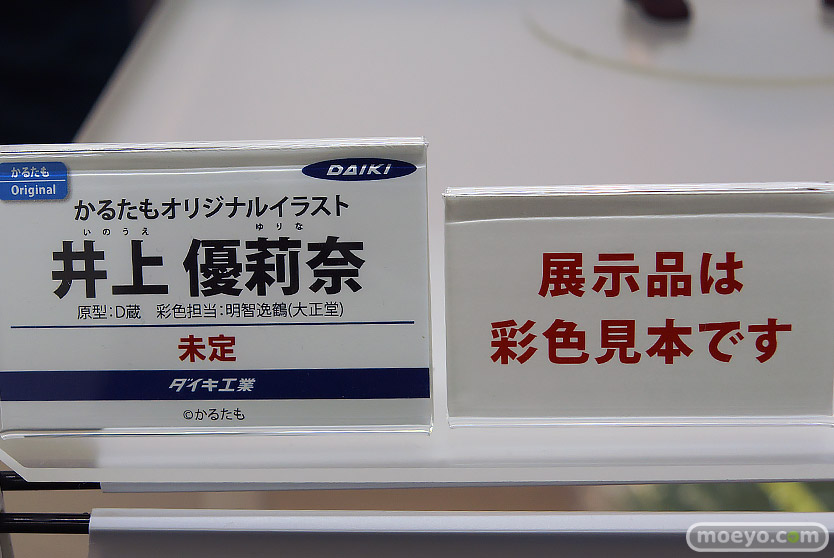 かるたも
Original
DAIKI
かるたもオリジナルイラスト
いのうえ ゆりな
井上 優莉奈
原型:D蔵 彩色担当:明智逸鶴(大正堂)
未定
ダイキ工業
©かるたも
展示品は
彩色見本です
moeyo.com